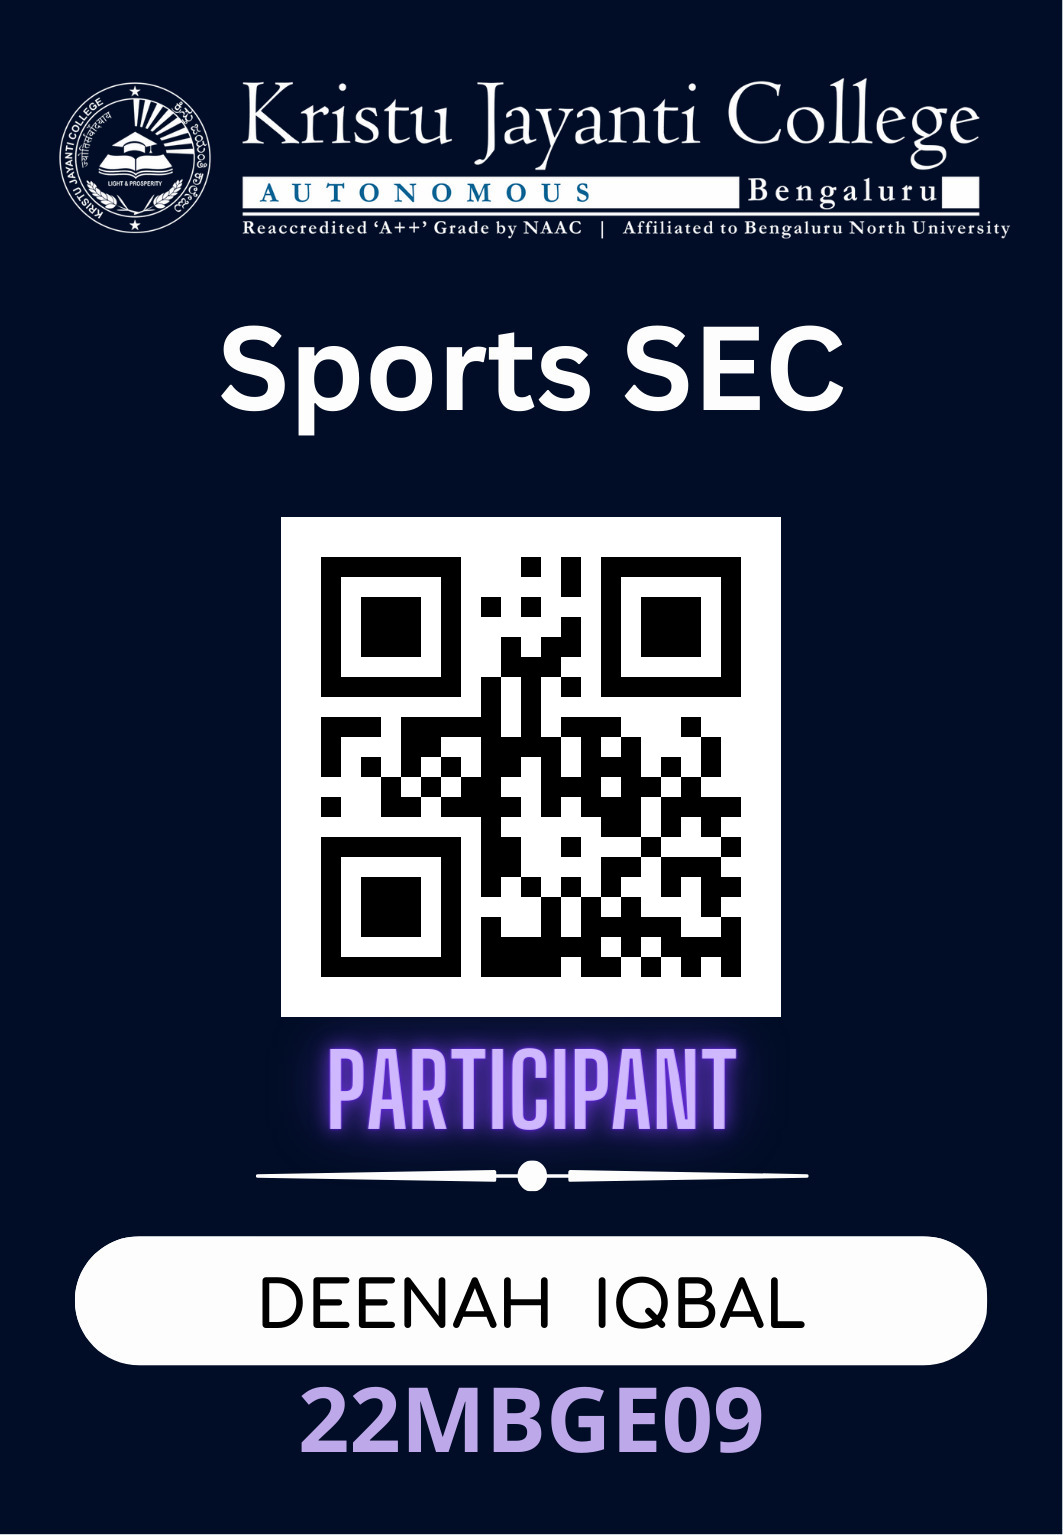 KRISTU JAYANTI COLLEGE
ಕ್ರಿಸ್ತು ಜಯಂತಿ ಕಾಲೇಜು
LIGHT & PROSPERITY
Kristu Jayanti College
AUTONOMOUS Bengaluru
Reaccredited ‘A++’ Grade by NAAC | Affiliated to Bengaluru North University
Sports SEC
PARTICIPANT
DEENAH IQBAL
22MBGE09